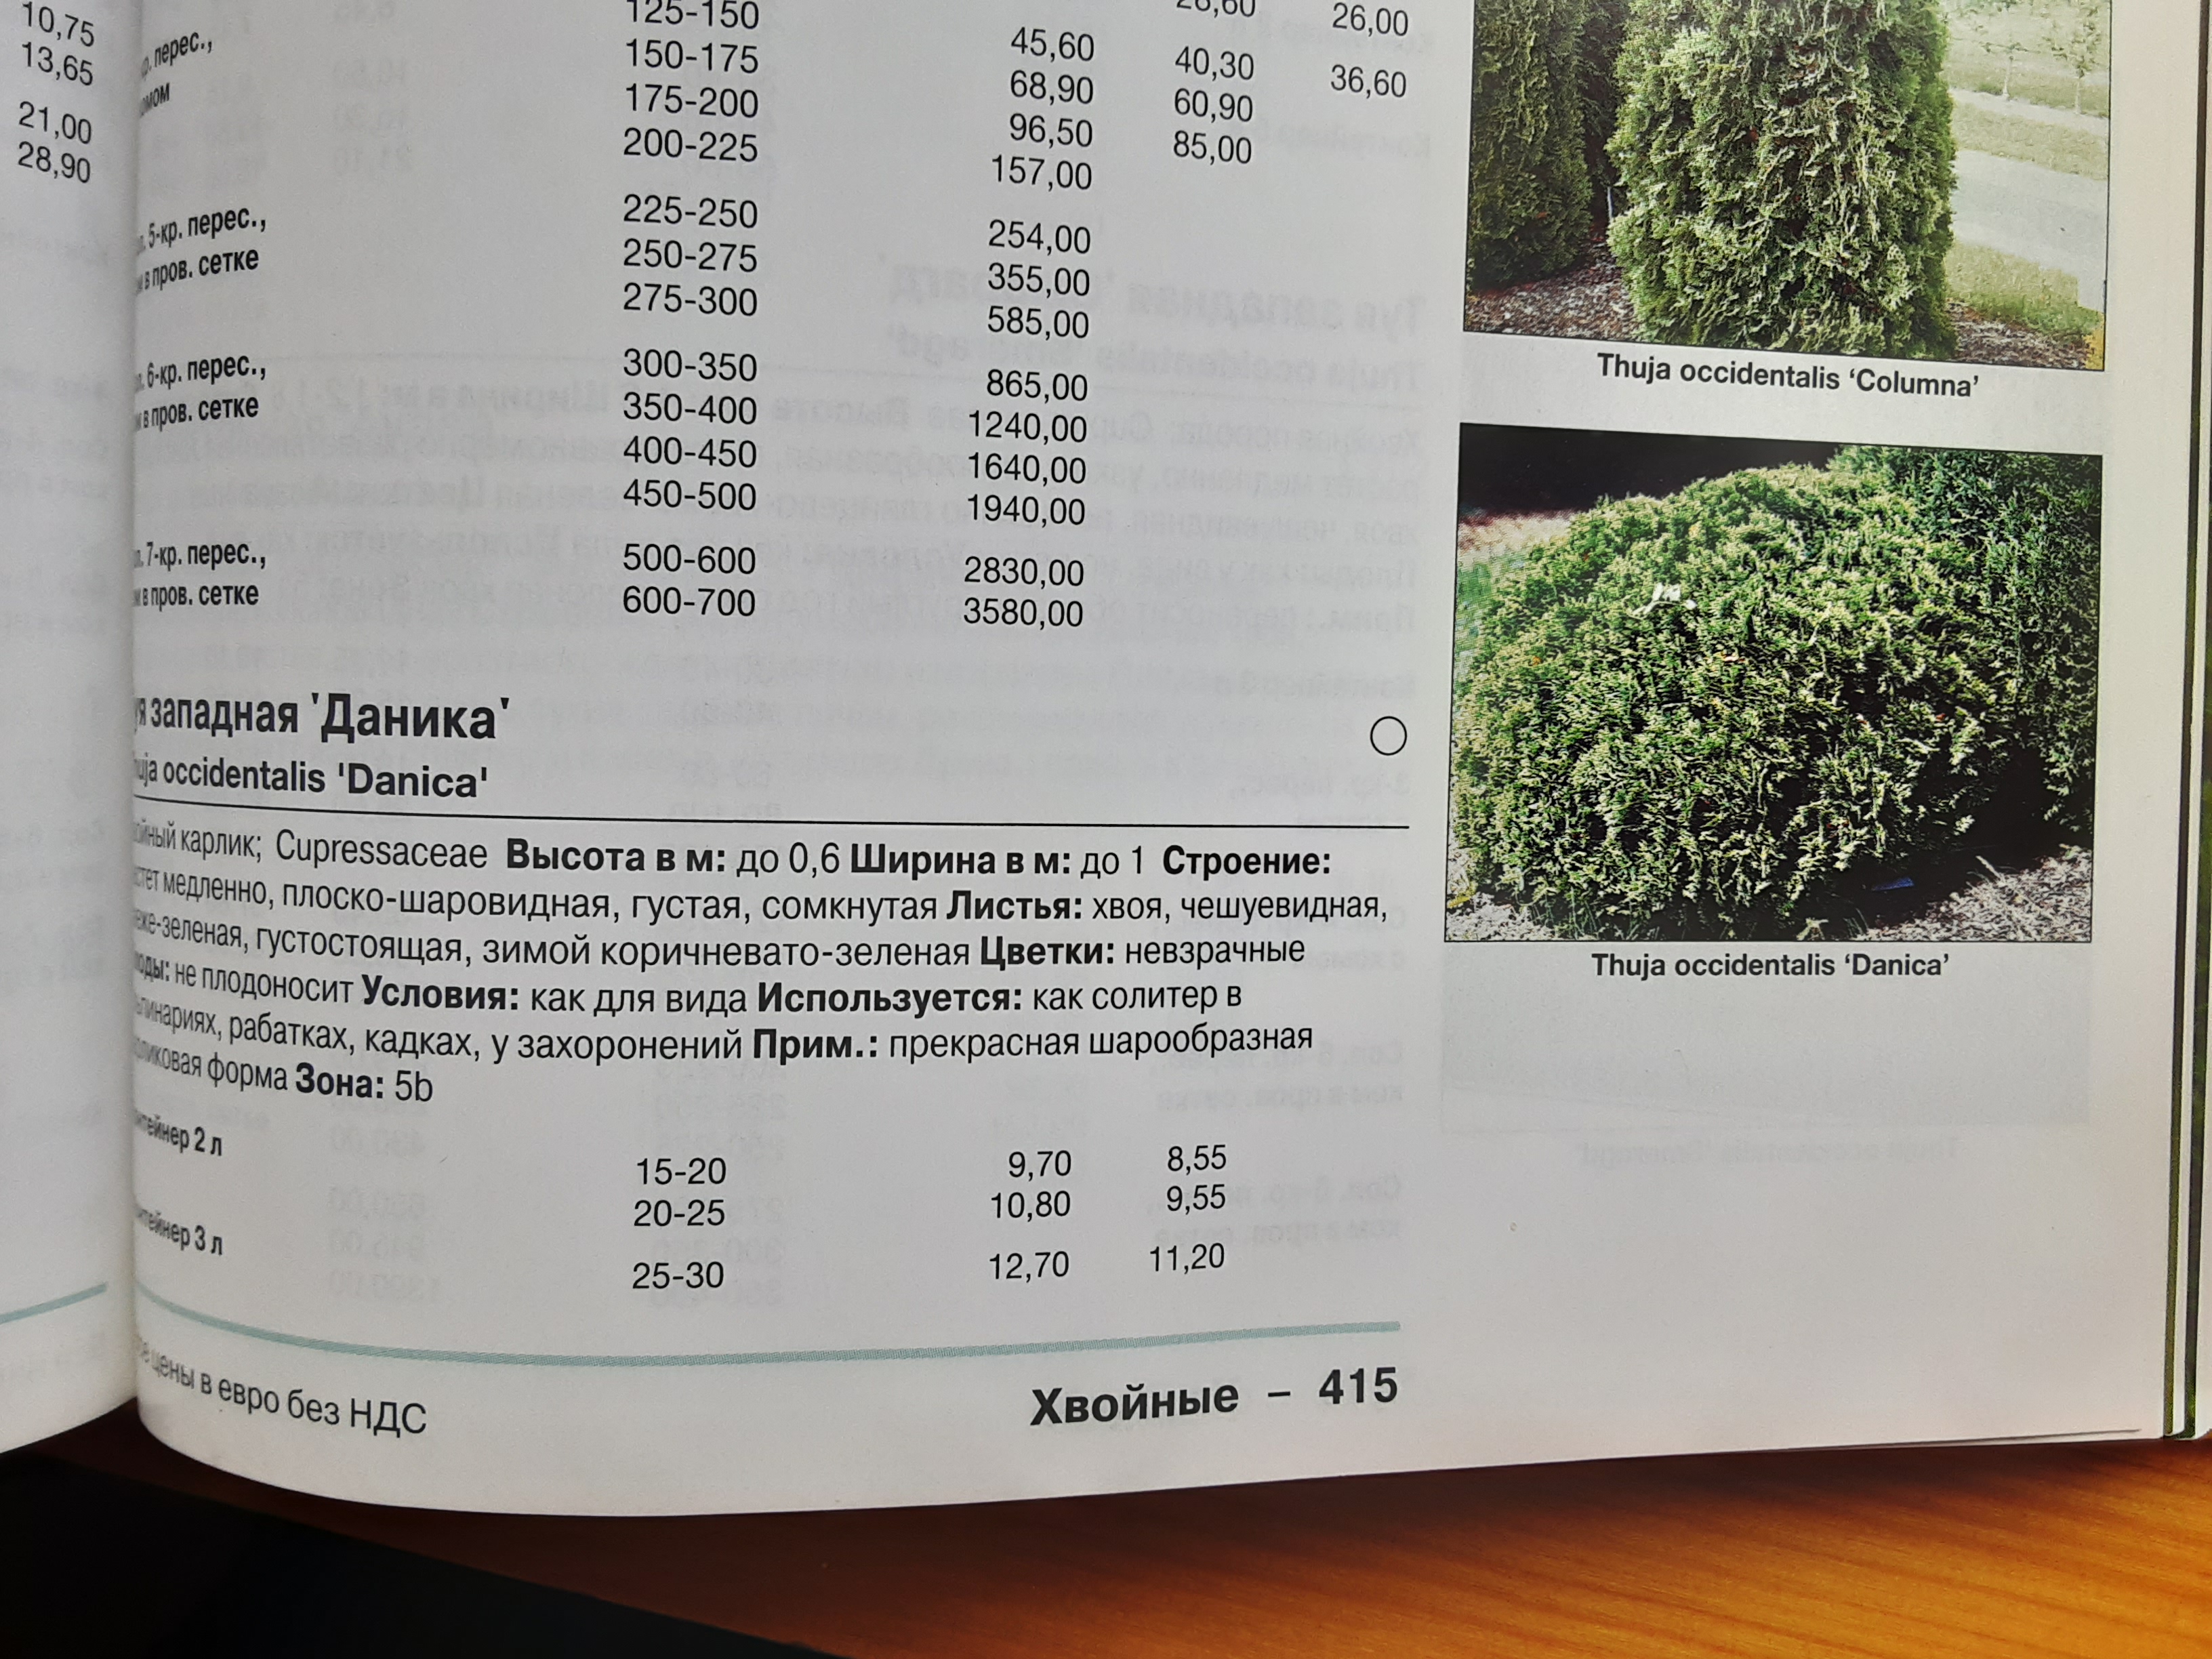 10,75
13,65
21,00
28,90
125-150 26,00
перес., 150-175 45,60 40,30 36,60
175-200 68,90 60,90
200-225 96,50 85,00
157,00
5-кр. перес., 225-250 254,00
в пров. сетке 250-275 355,00
275-300 585,00
6-кр. перес., 300-350 865,00
в пров. сетке 350-400 1240,00
400-450 1640,00
450-500 1940,00
7-кр. перес., 500-600 2830,00
в пров. сетке 600-700 3580,00
западная 'Даника'
occidentalis 'Danica'
карлик; Cupressaceae Высота в м: до 0,6 Ширина в м: до 1 Строение:
медленно, плоско-шаровидная, густая, сомкнутая Листья: хвоя, чешуевидная,
зеленая, густостоящая, зимой коричневато-зеленая Цветки: невзрачные
не плодоносит Условия: как для вида Используется: как солитер в
рабатках, кадках, у захоронений Прим.: прекрасная шарообразная
форма Зона: 5b
2 л
15-20 9,70 8,55
20-25 10,80 9,55
3 л
25-30 12,70 11,20
цены в евро без НДС
Хвойные – 415
Thuja occidentalis ‘Columna’
Thuja occidentalis ‘Danica’